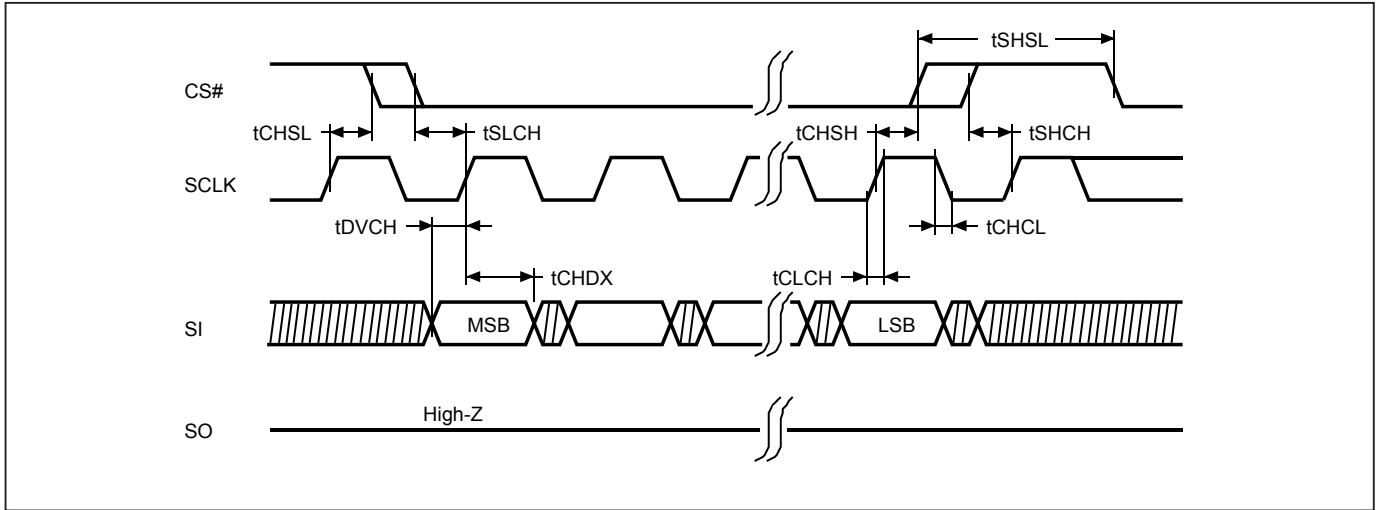 tSHSL
CS#
tCHSL
tSLCH
tCHSH
tSHCH
SCLK
tDVCH
tCHCL
tCHDX
tCLCH
SI
MSB
LSB
High-Z
SO